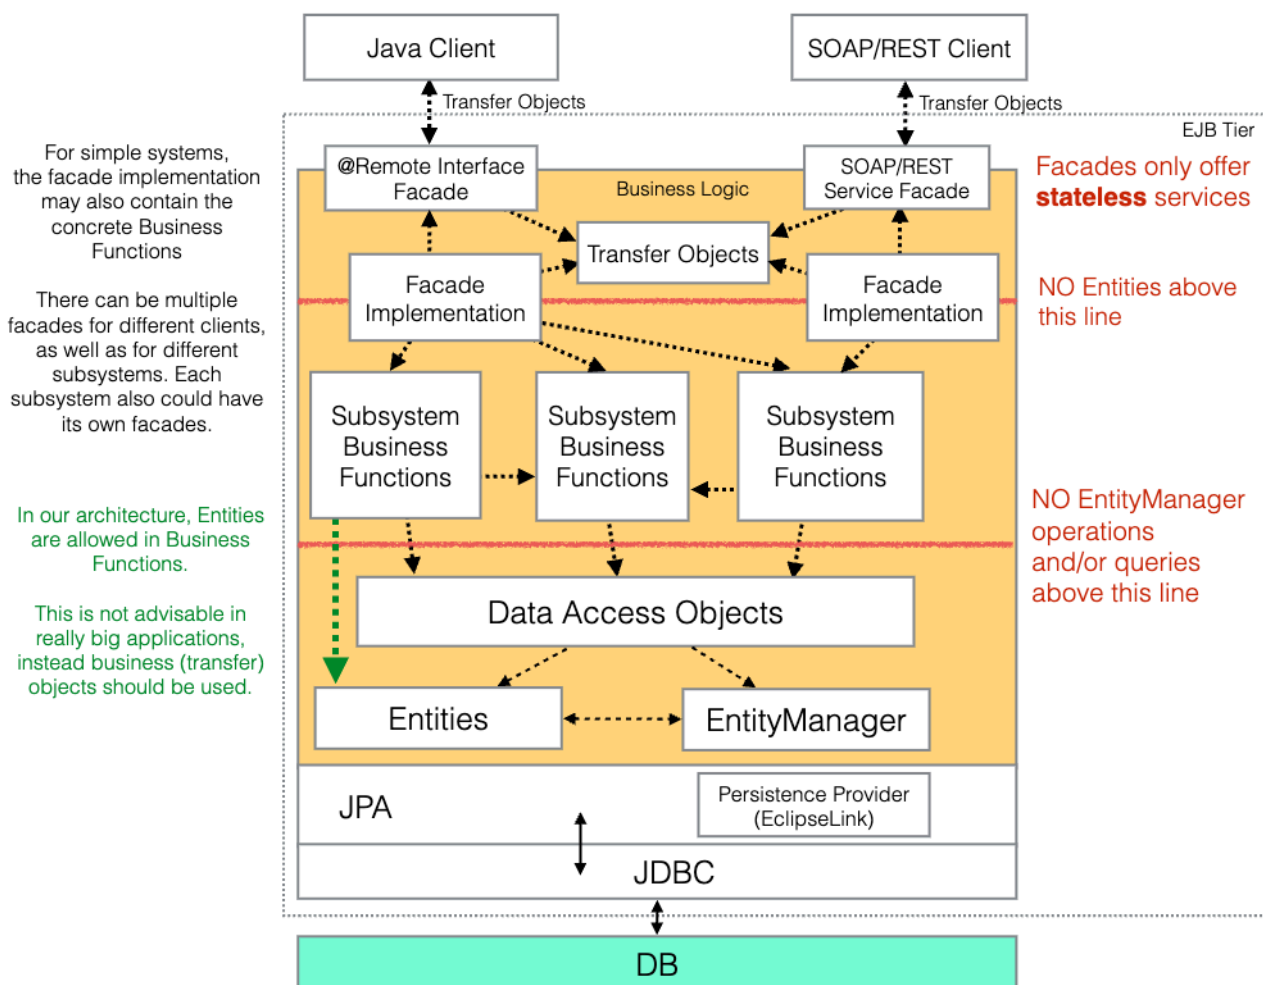 Java Client
SOAP/REST Client
Transfer Objects
Transfer Objects
EJB Tier
For simple systems,
the facade implementation
may also contain the
concrete Business
Functions
@Remote Interface
Facade
Business Logic
SOAP/REST
Service Facade
Facades only offer
stateless services
Transfer Objects
Facade
Implementation
Facade
Implementation
NO Entities above
this line
There can be multiple
facades for different clients,
as well as for different
subsystems. Each
subsystem also could have
its own facades.
Subsystem
Business
Functions
Subsystem
Business
Functions
Subsystem
Business
Functions
NO EntityManager
operations
and/or queries
above this line
In our architecture, Entities
are allowed in Business
Functions.
This is not advisable in
really big applications,
instead business (transfer)
objects should be used.
Data Access Objects
Entities
EntityManager
JPA
Persistence Provider
(EclipseLink)
JDBC
DB